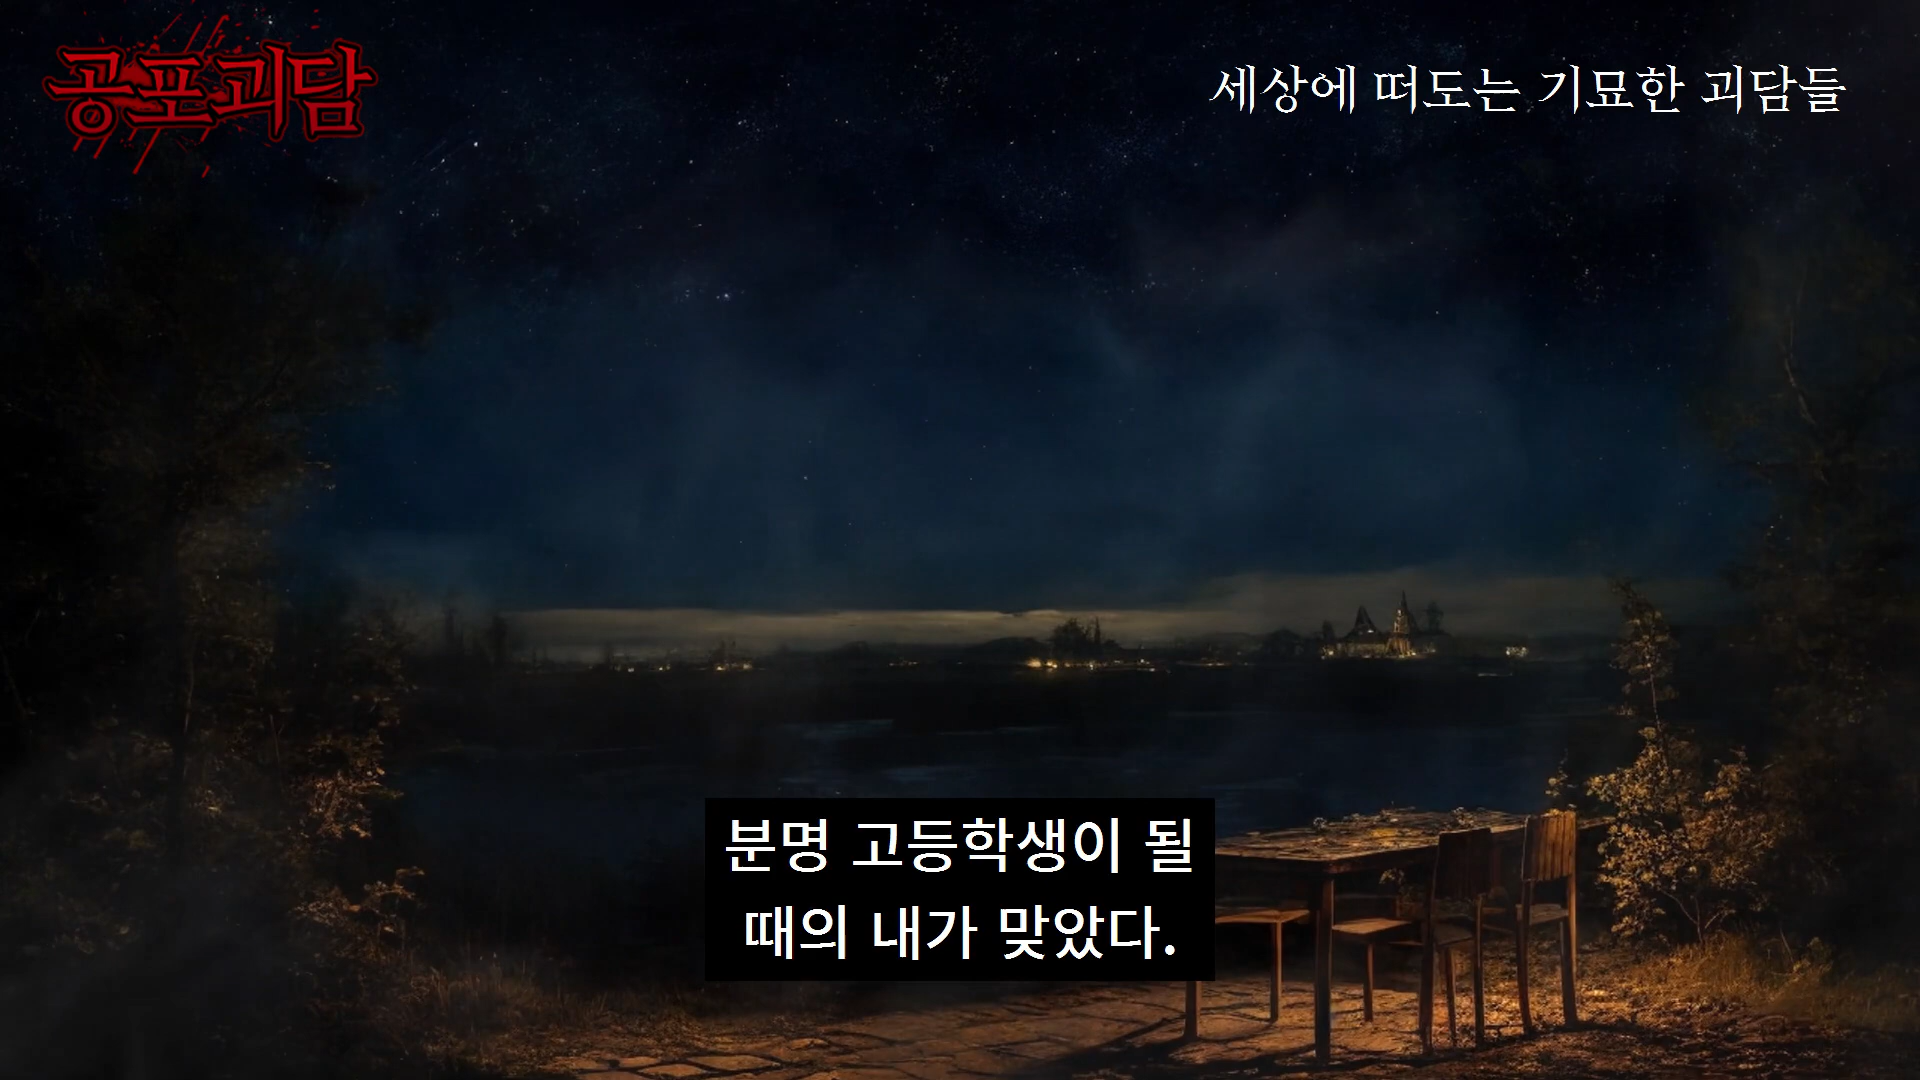 공포괴담
세상에 떠도는 기묘한 괴담들
분명 고등학생이 될
때의 내가 맞았다.